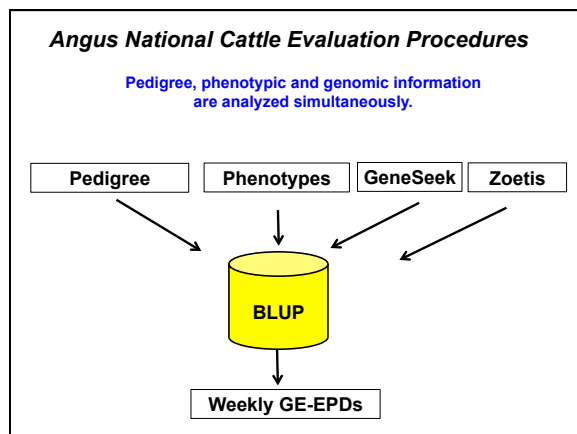 Angus National Cattle Evaluation Procedures
Pedigree, phenotypic and genomic information
are analyzed simultaneously.
Pedigree
Phenotypes
GeneSeek
Zoetis
BLUP
Weekly GE-EPDs